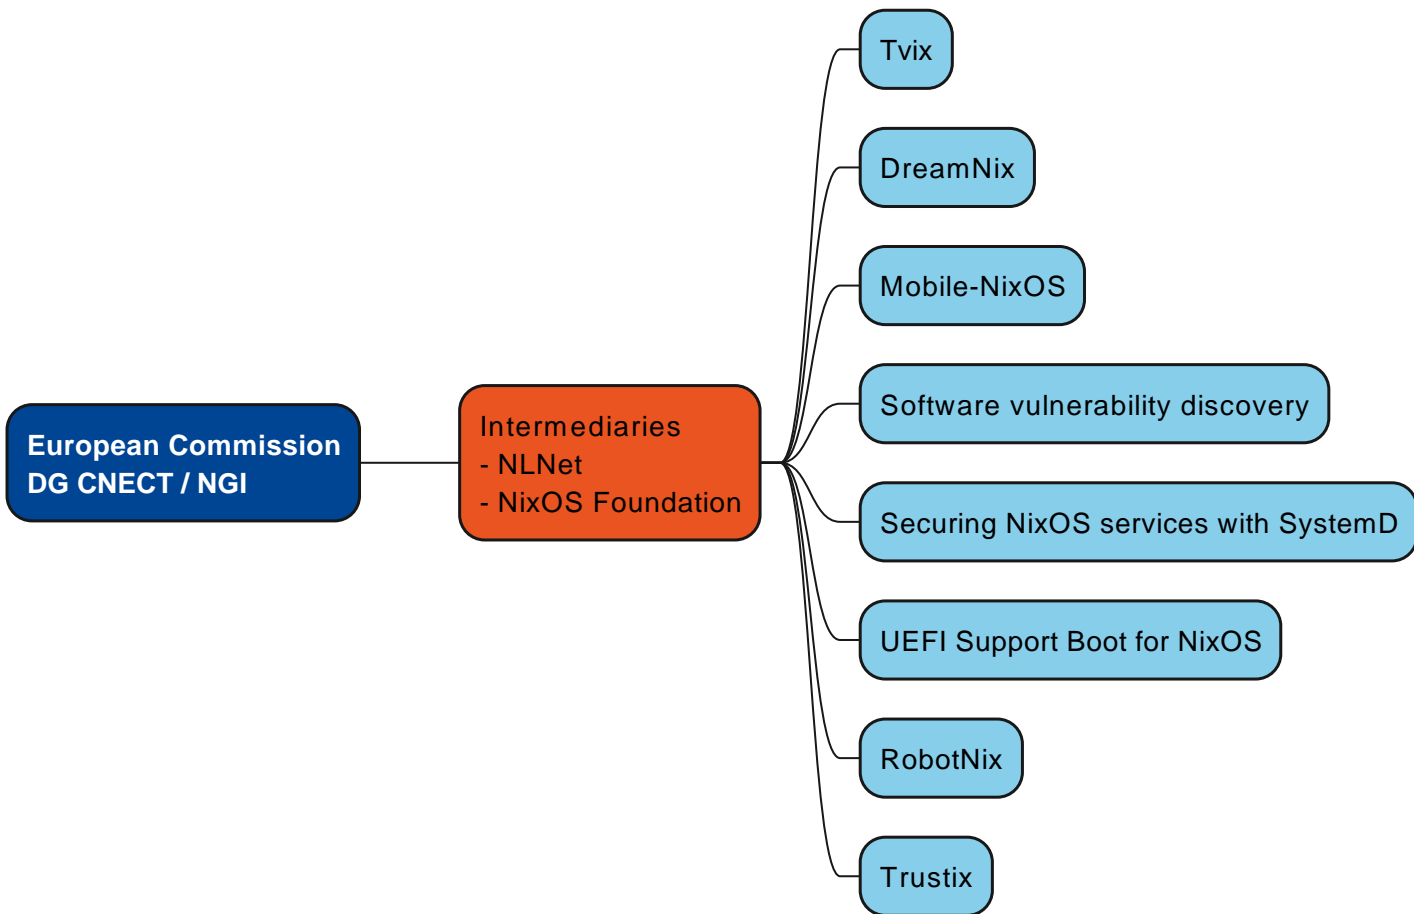 Tvix
DreamNix
Mobile-NixOS
Software vulnerability discovery
European Commission
DG CNECT / NGI
Intermediaries
- NLNet
- NixOS Foundation
Securing NixOS services with SystemD
UEFI Support Boot for NixOS
RobotNix
Trustix